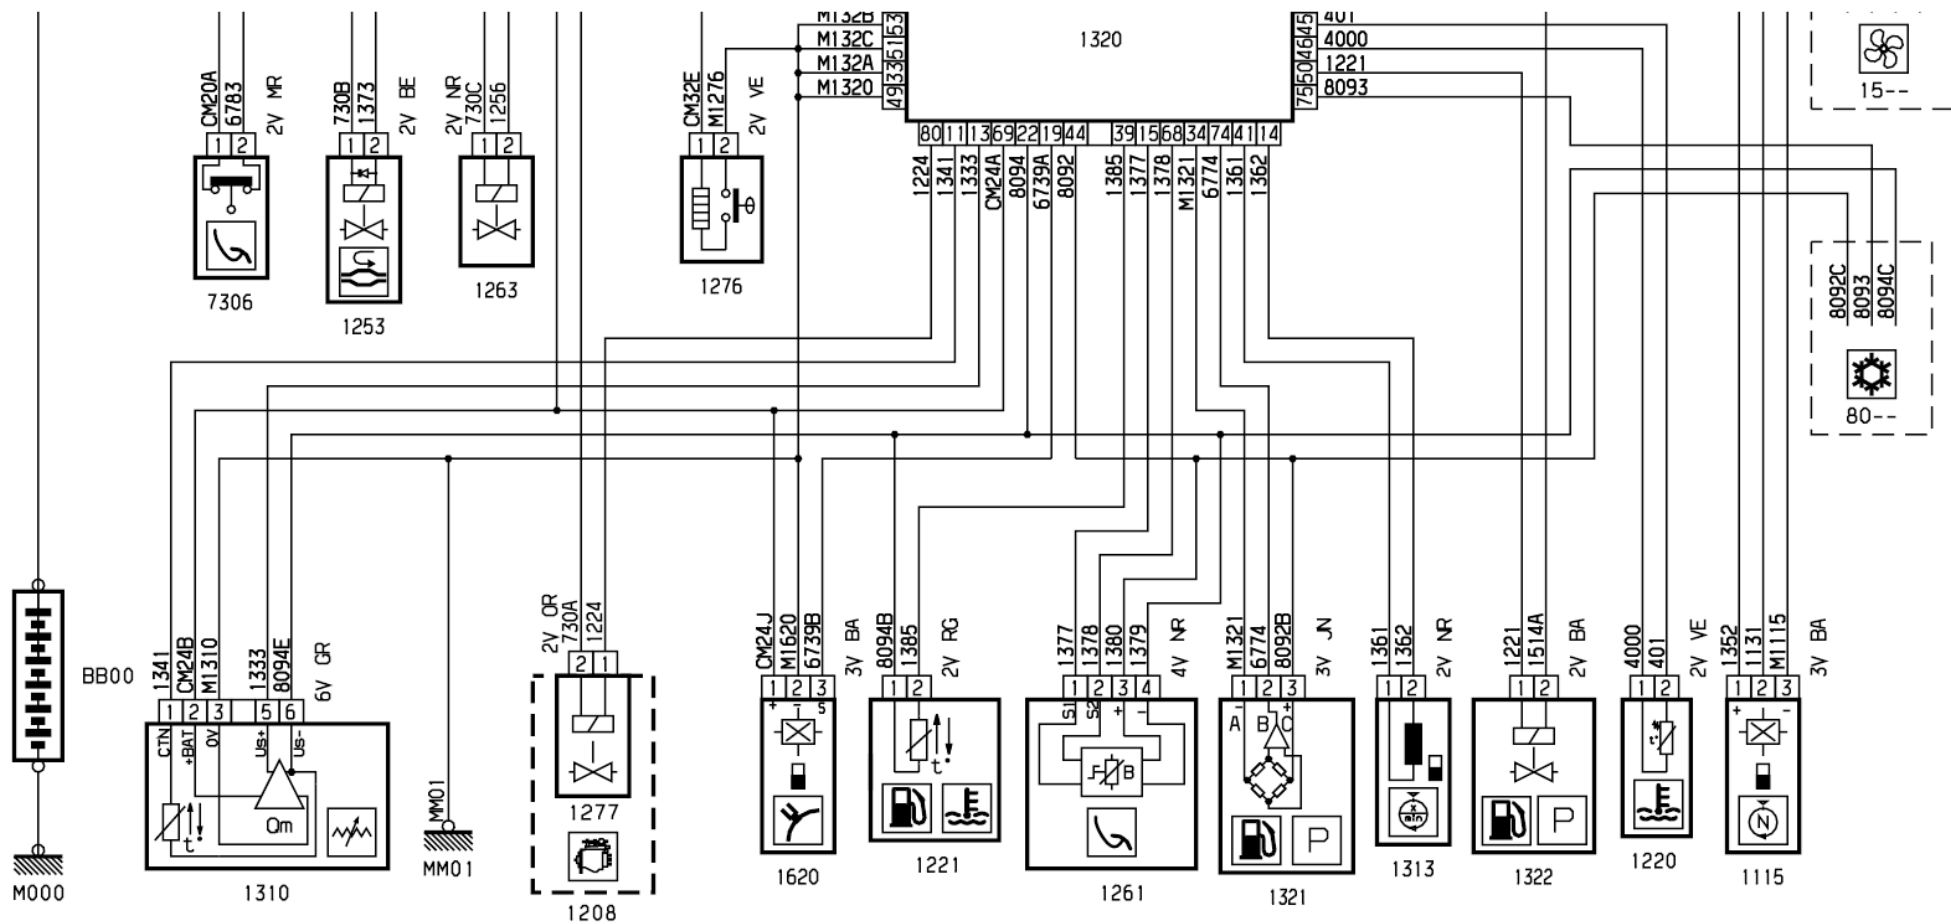 M132B 53
M132C 51
M132A 33
M1320 49
1320
45 401
46 4000
50 1221
75 8093
15--
CM20A 6783 2V MR
1 2
7306
730B 1373 2V BE
1 2
1253
2V NR 730C 1256
1 2
1263
CM32E M1276 2V VE
1 2
1276
80 11 13 69 22 19 44 39 15 68 34 74 41 14
1224 1341 1333 CM24A 8094 6739A 8092 1385 1377 1378 M1321 6774 1361 1362
8092C 8093 8094C
80--
BB00
M000
1341 CM24B M1310 1333 8094E 6V GR
1 2 3 5 6
CTN +BAT 0V Us+ Us-
t° Qm
1310
MM01
MM01
2V OR 730A 1224
2 1
1277
1208
CM24J M1620 6739B 3V BA
1 2 3
+ - S
1620
8094B 1385 2V RG
1 2
t°
1221
1377 1378 1380 1379 4V NR
1 2 3 4
S1 S2 + -
B
1261
M1321 6774 8092B 3V JN
1 2 3
- +
A B C
P
1321
1361 1362 2V NR
1 2
x
min
1313
1221 1514A 2V BA
1 2
P
1322
4000 401 2V VE
1 2
t°
1220
1352 1131 M1115 3V BA
1 2 3
+ -
N
1115